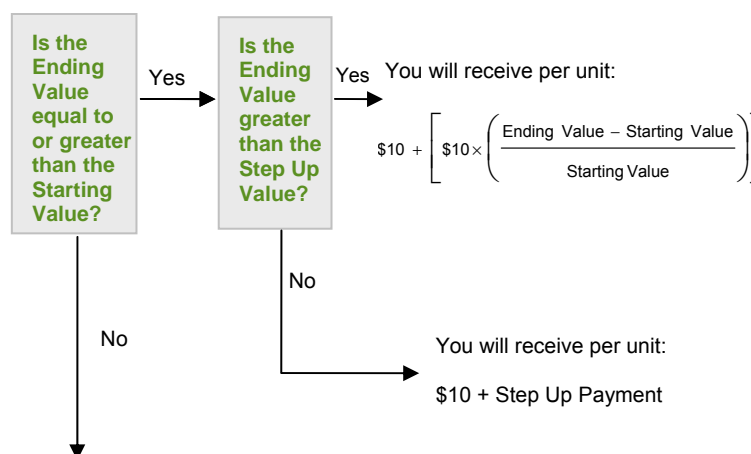 Is the
Ending
Value
equal to
or greater
than the
Starting
Value?
Yes
Is the
Ending
Value
greater
than the
Step Up
Value?
Yes
You will receive per unit:
$10 + [ $10 × ( Ending Value – Starting Value
Starting Value ) ]
No
You will receive per unit:
$10 + Step Up Payment
No